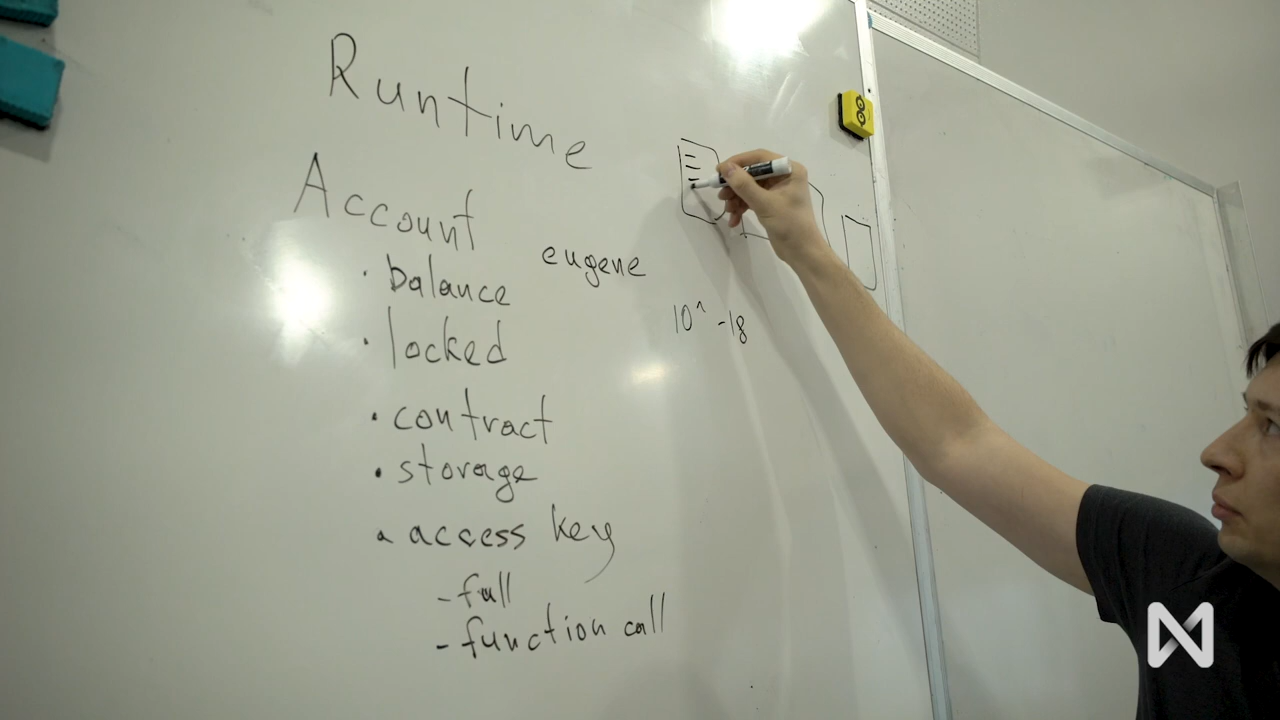 Runtime
Account
eugene
· balance
10^ -18
· locked
· contract
· storage
· access key
- full
- function call